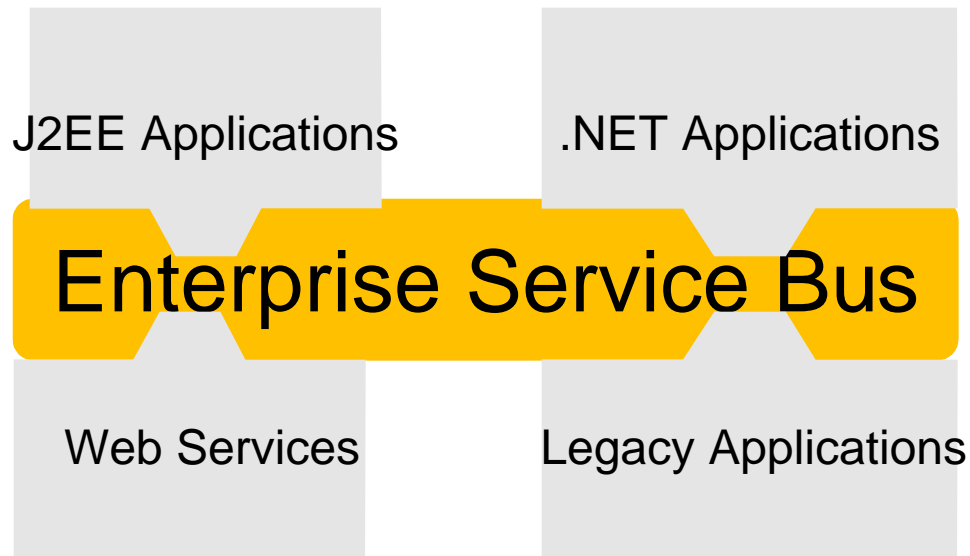 J2EE Applications
.NET Applications
Enterprise Service Bus
Web Services
Legacy Applications